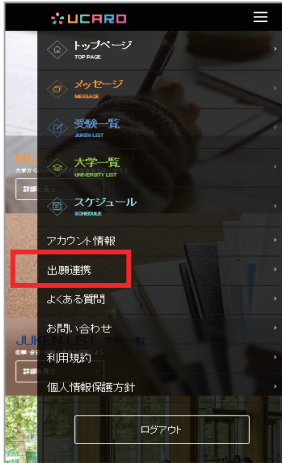 UCARO
トップページ
TOP PAGE
メッセージ
MESSAGE
受験一覧
JUKEN LIST
大学一覧
UNIVERSITY LIST
スケジュール
SCHEDULE
アカウント情報
出願連携
よくある質問
お問い合わせ
JUKEN LIST
利用規約
個人情報保護方針
ログアウト